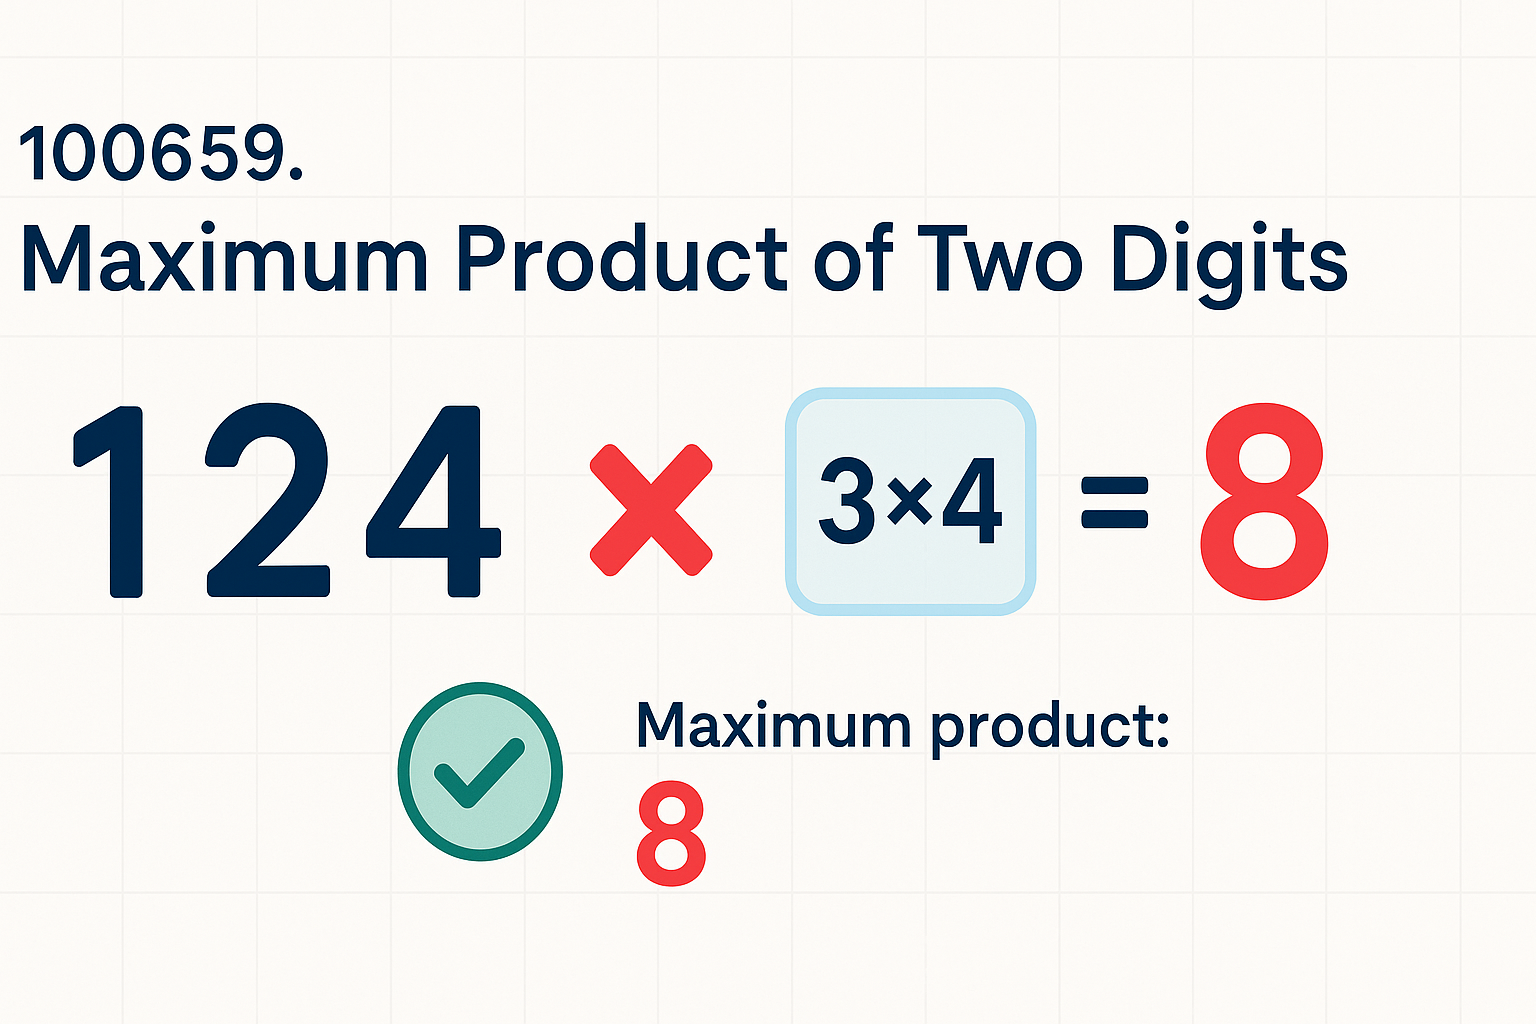 100659.
Maximum Product of Two Digits
124 × 3×4 = 8
Maximum product:
8